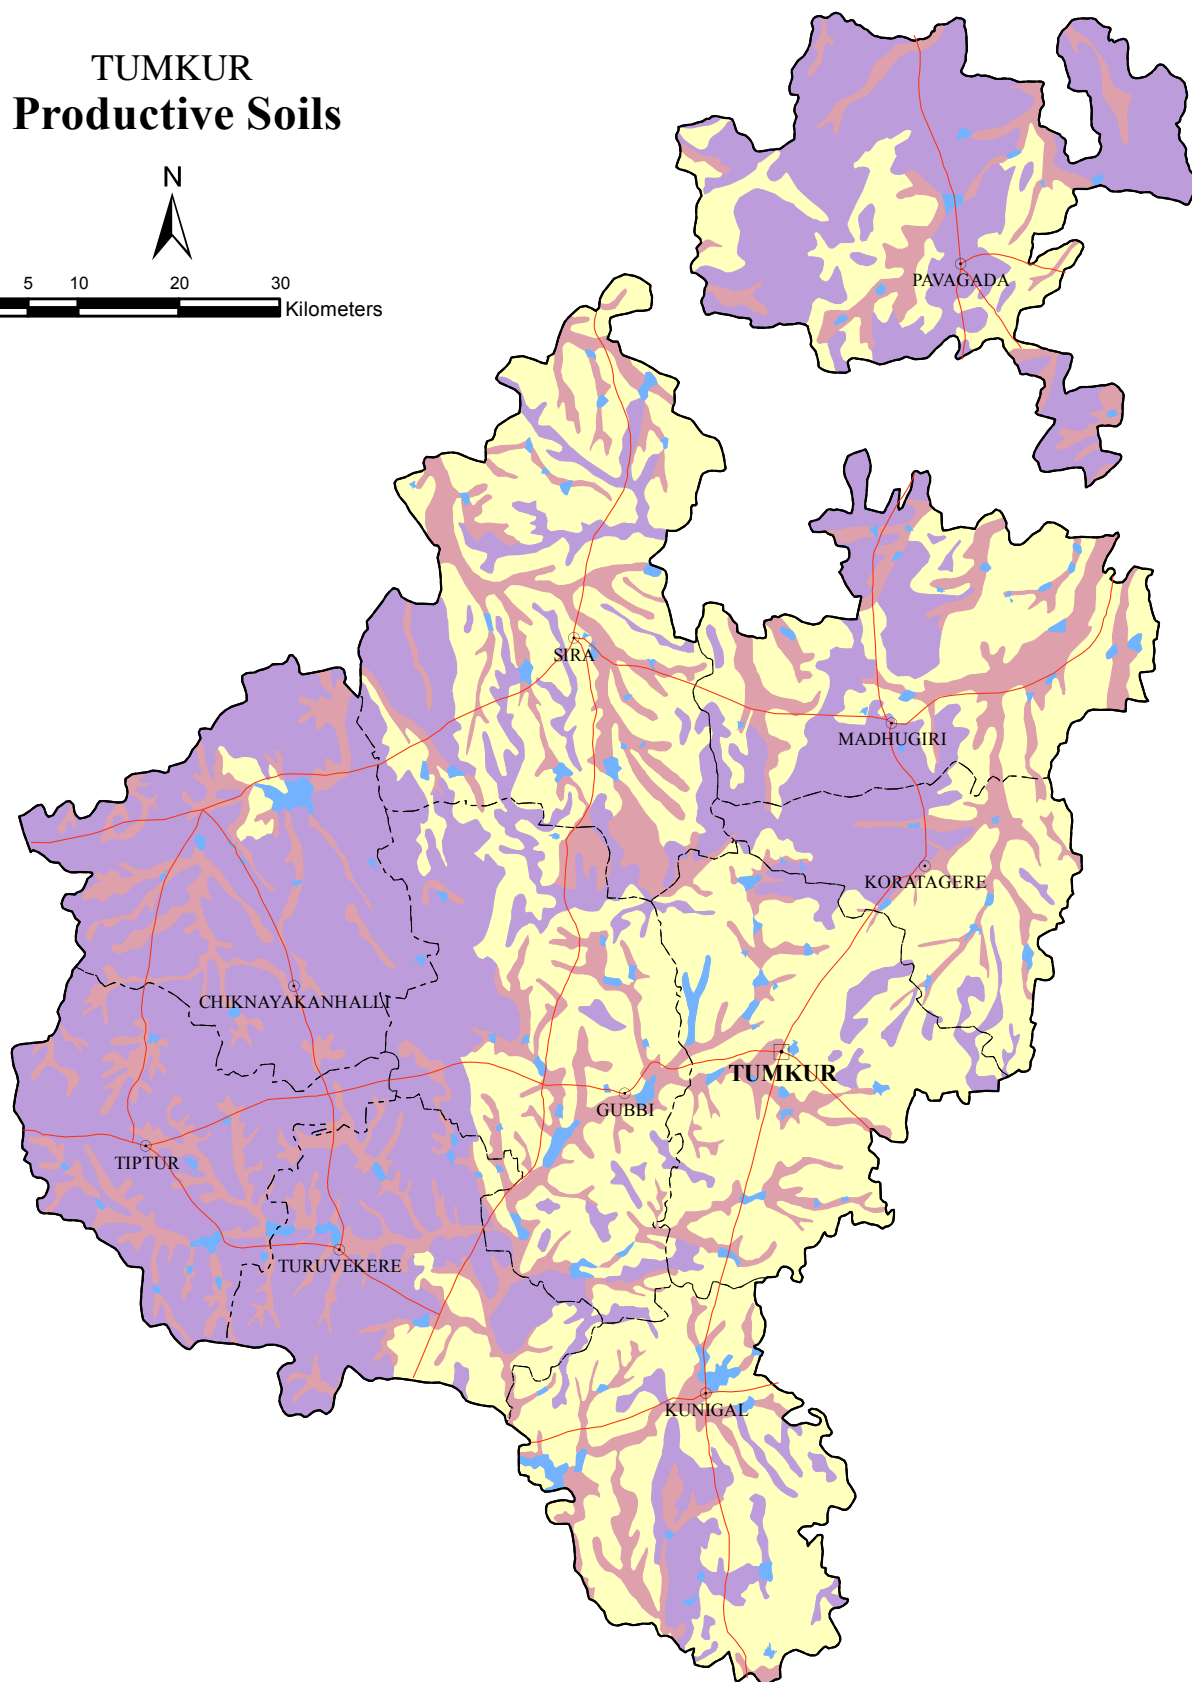 TUMKUR
Productive Soils
N
5 10 20 30
Kilometers
PAVAGADA
SIRA
MADHUGIRI
KORATAGERE
CHIKNAYAKANHALLI
TUMKUR
GUBBI
TIPTUR
TURUVEKERE
KUNIGAL